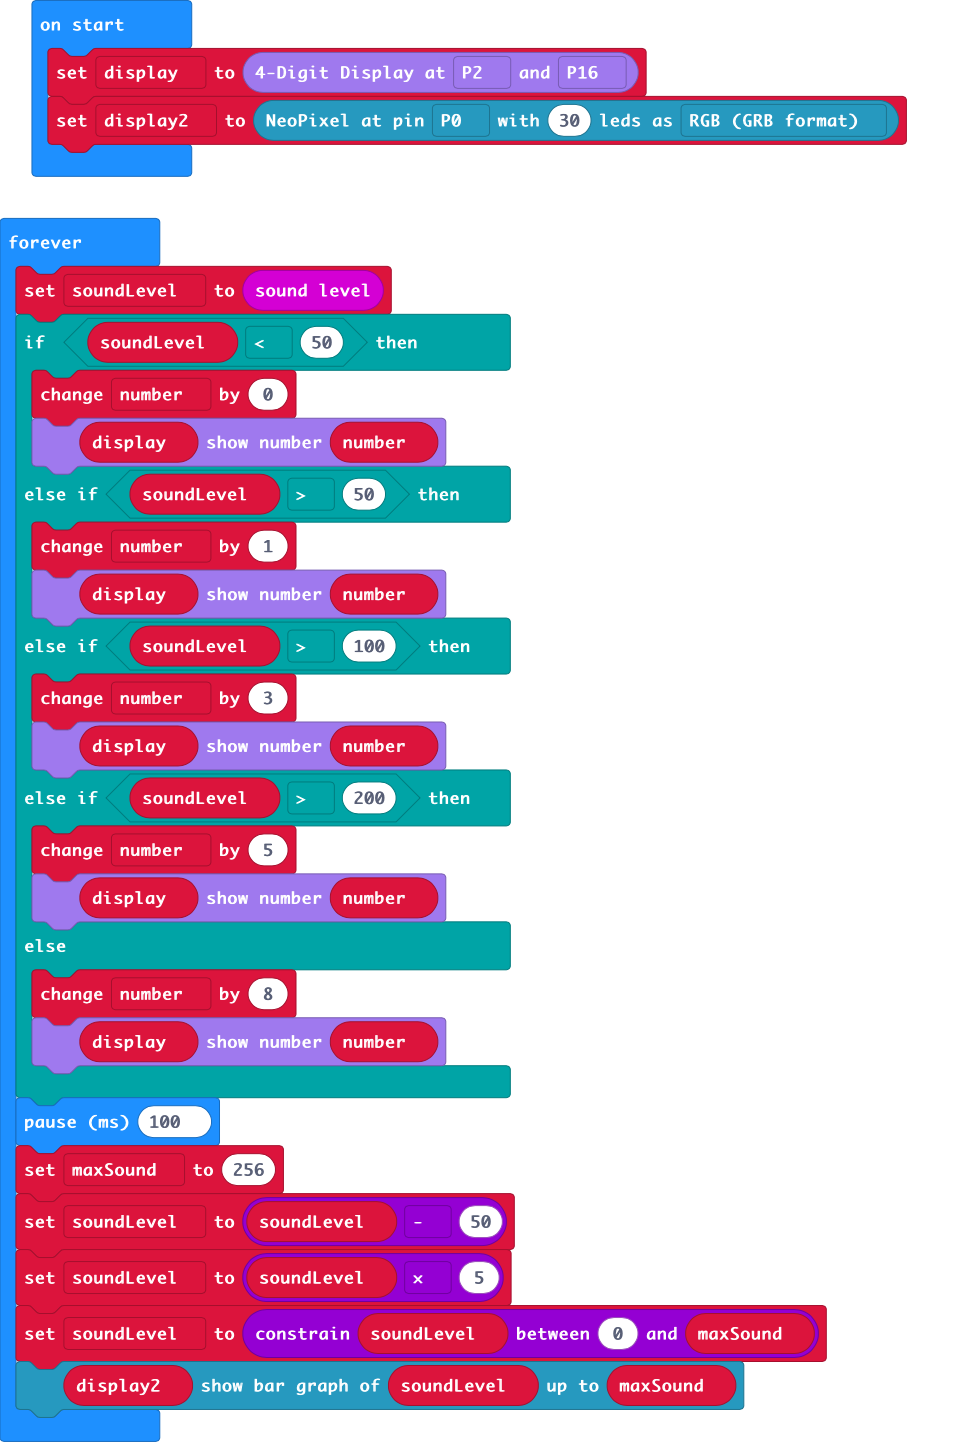 on start
set display to 4-Digit Display at P2 and P16
set display2 to NeoPixel at pin P0 with 30 leds as RGB (GRB format)
forever
set soundLevel to sound level
if soundLevel < 50 then
change number by 0
display show number number
else if soundLevel > 50 then
change number by 1
display show number number
else if soundLevel > 100 then
change number by 3
display show number number
else if soundLevel > 200 then
change number by 5
display show number number
else
change number by 8
display show number number
pause (ms) 100
set maxSound to 256
set soundLevel to soundLevel - 50
set soundLevel to soundLevel × 5
set soundLevel to constrain soundLevel between 0 and maxSound
display2 show bar graph of soundLevel up to maxSound